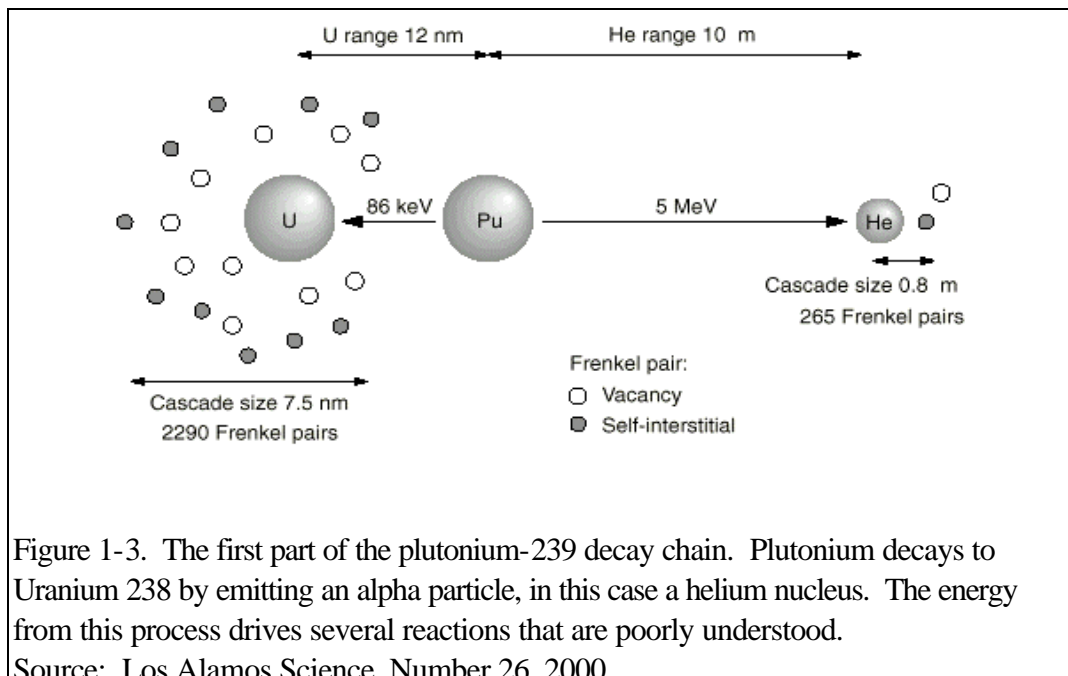 U range 12 nm
He range 10 m
U
86 keV
Pu
5 MeV
He
Cascade size 0.8 m
265 Frenkel pairs
Frenkel pair:
Vacancy
Self-interstitial
Cascade size 7.5 nm
2290 Frenkel pairs
Figure 1-3. The first part of the plutonium-239 decay chain. Plutonium decays to
Uranium 238 by emitting an alpha particle, in this case a helium nucleus. The energy
from this process drives several reactions that are poorly understood.
Source: Los Alamos Science, Number 26, 2000